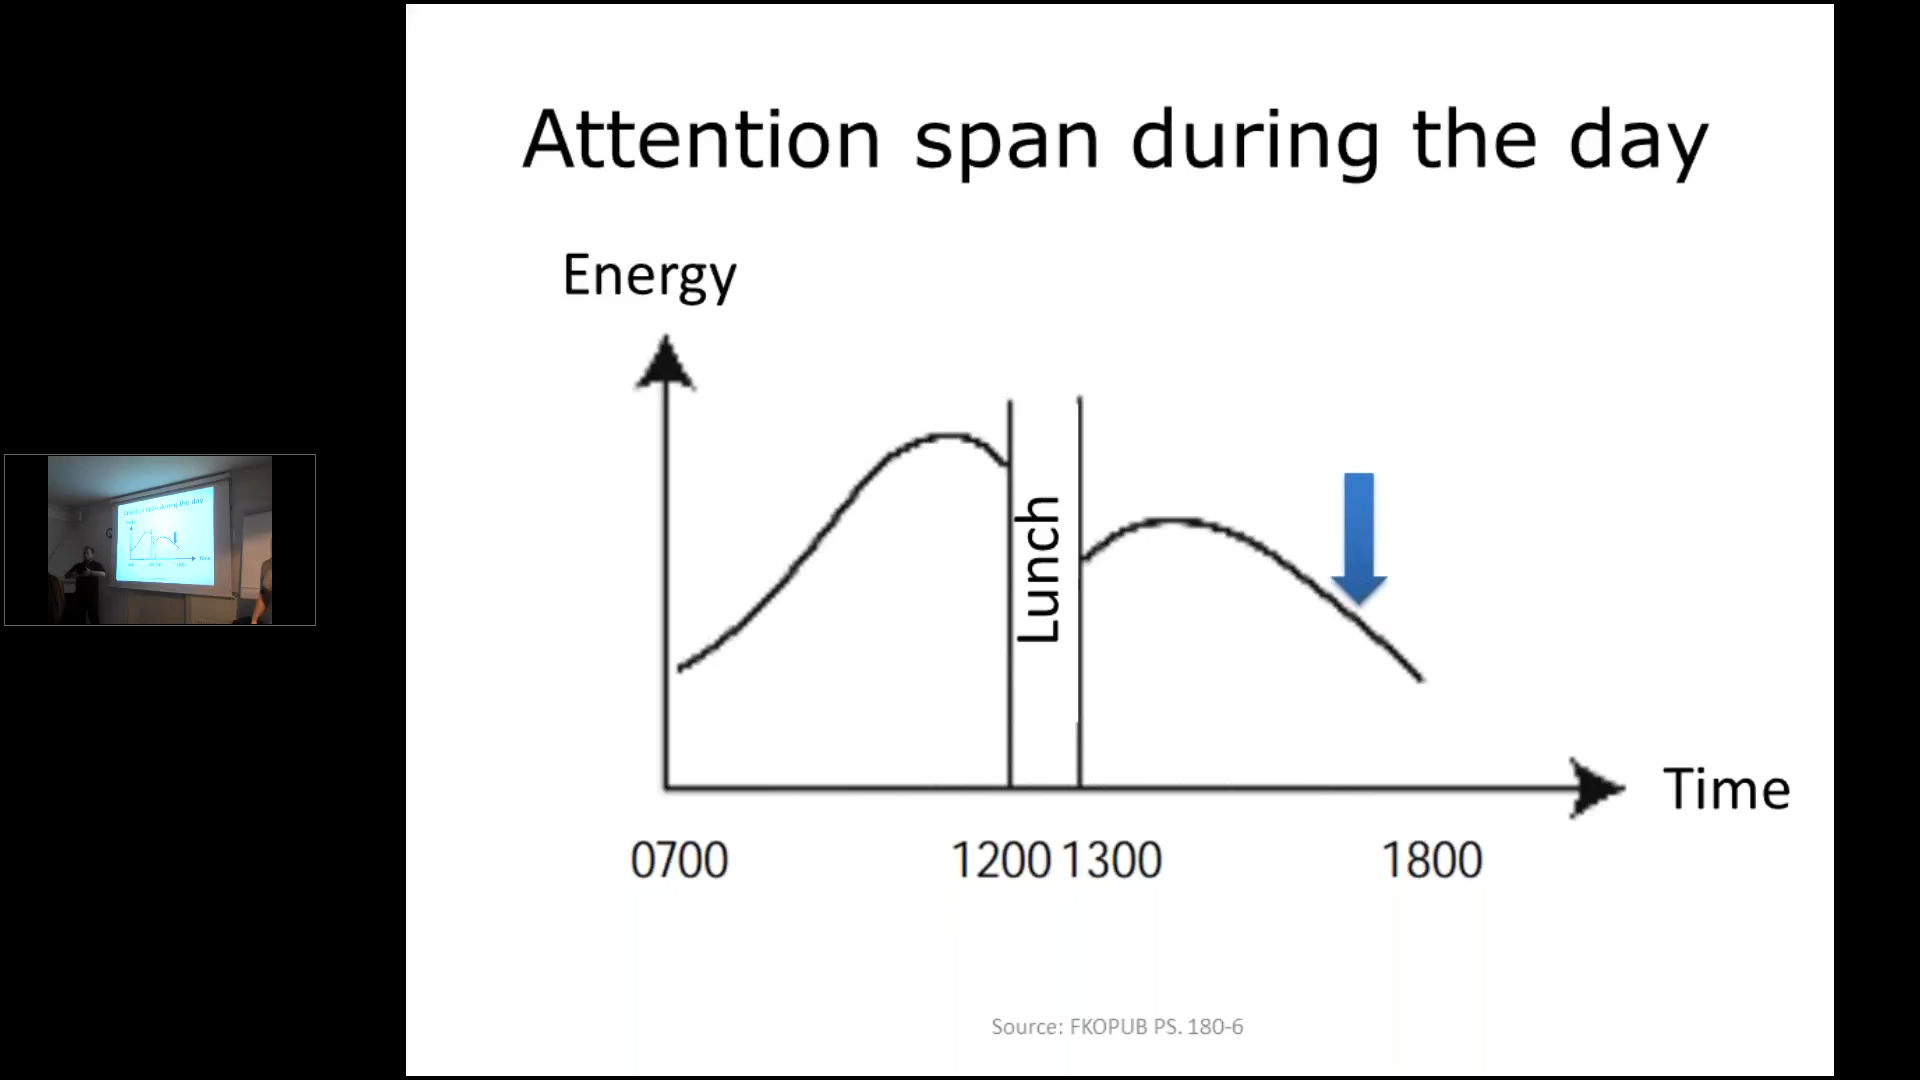 Attention span during the day
Energy
Lunch
Time
0700 1200 1300 1800
Source: FKOPUB PS. 180-6